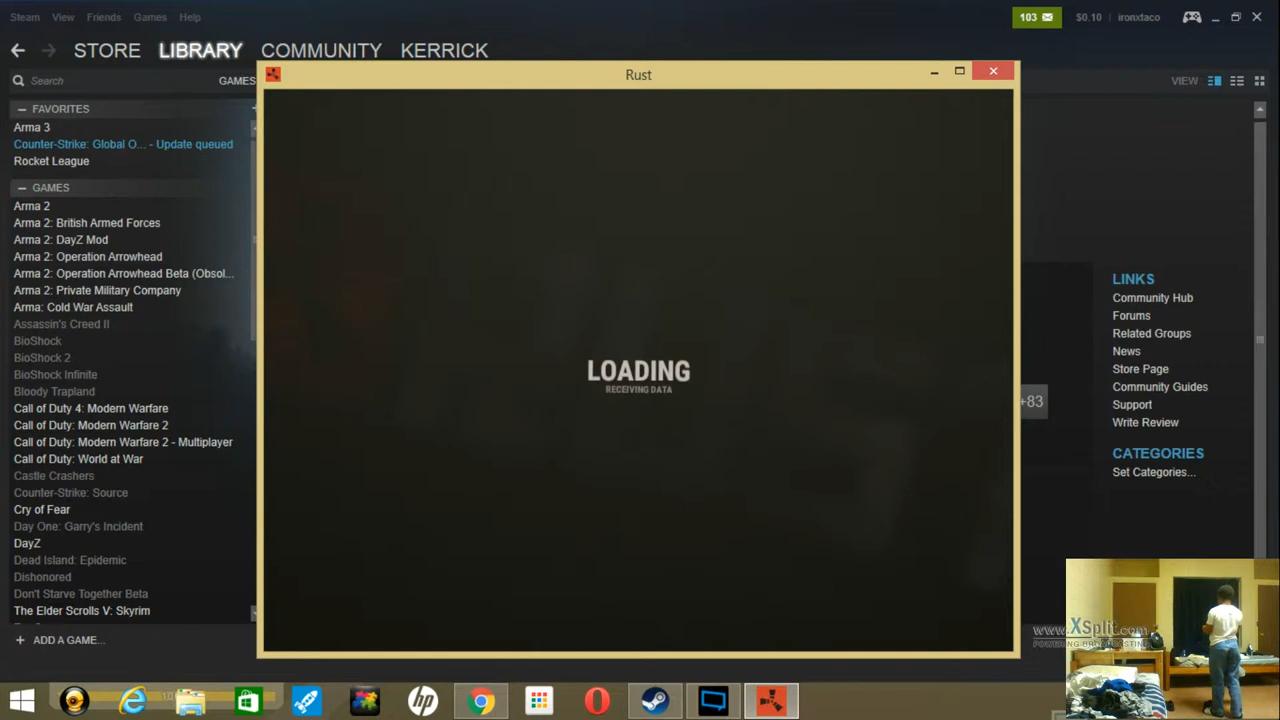 Steam View Friends Games Help
103 $0.10 ironxtaco
STORE LIBRARY COMMUNITY KERRICK
Search GAMES VIEW
FAVORITES
Arma 3
Counter-Strike: Global O... - Update queued
Rocket League
GAMES
Arma 2
Arma 2: British Armed Forces
Arma 2: DayZ Mod
Arma 2: Operation Arrowhead
Arma 2: Operation Arrowhead Beta (Obsol...
Arma 2: Private Military Company
Arma: Cold War Assault
Assassin's Creed II
BioShock
BioShock 2
BioShock Infinite
Bloody Trapland
Call of Duty 4: Modern Warfare
Call of Duty: Modern Warfare 2
Call of Duty: Modern Warfare 2 - Multiplayer
Call of Duty: World at War
Castle Crashers
Counter-Strike: Source
Cry of Fear
Day One: Garry's Incident
DayZ
Dead Island: Epidemic
Dishonored
Don't Starve Together Beta
The Elder Scrolls V: Skyrim
ADD A GAME...
Rust
LOADING
RECEIVING DATA
+83
LINKS
Community Hub
Forums
Related Groups
News
Store Page
Community Guides
Support
Write Review
CATEGORIES
Set Categories...
www.XSplit.com
POWERING BROADCASTING
hp